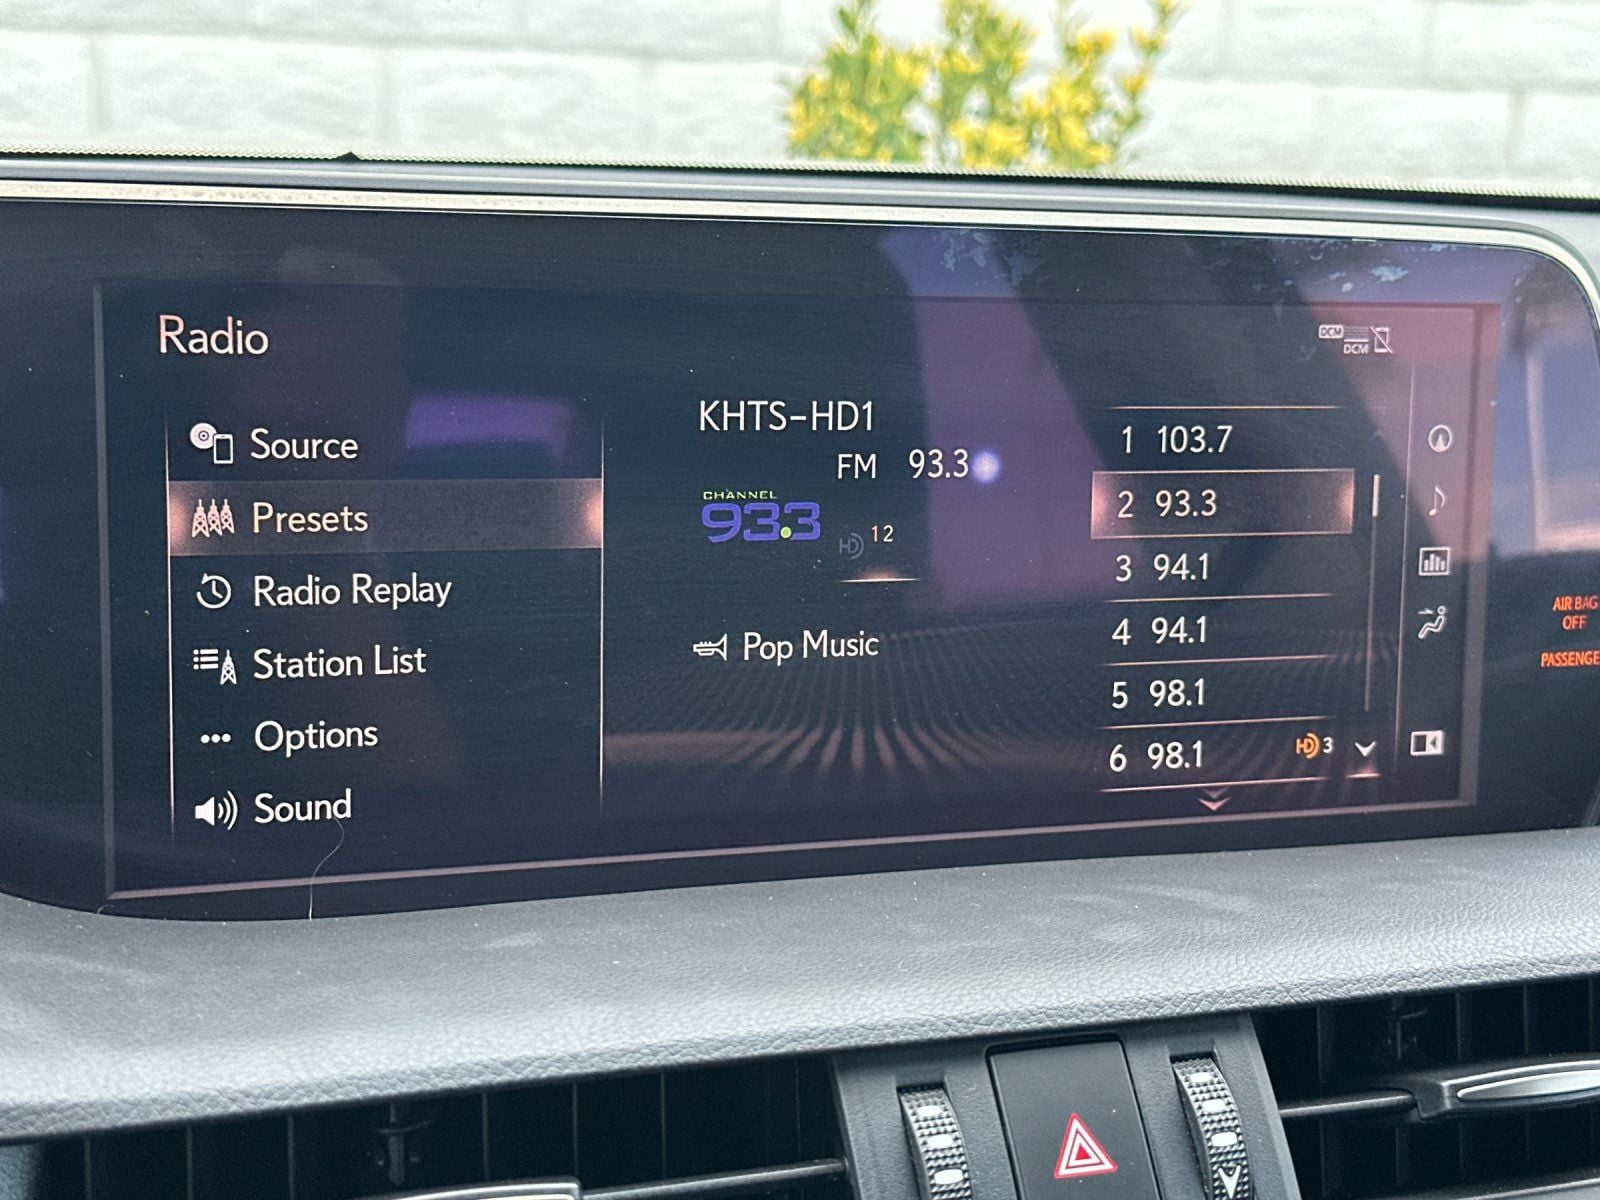 Radio
DCM
DCM
Source
Presets
Radio Replay
Station List
Options
Sound
KHTS-HD1
FM 93.3
CHANNEL
93.3
HD 12
Pop Music
1 103.7
2 93.3
3 94.1
4 94.1
5 98.1
6 98.1 HD 3
AIR BAG
OFF
PASSENGE